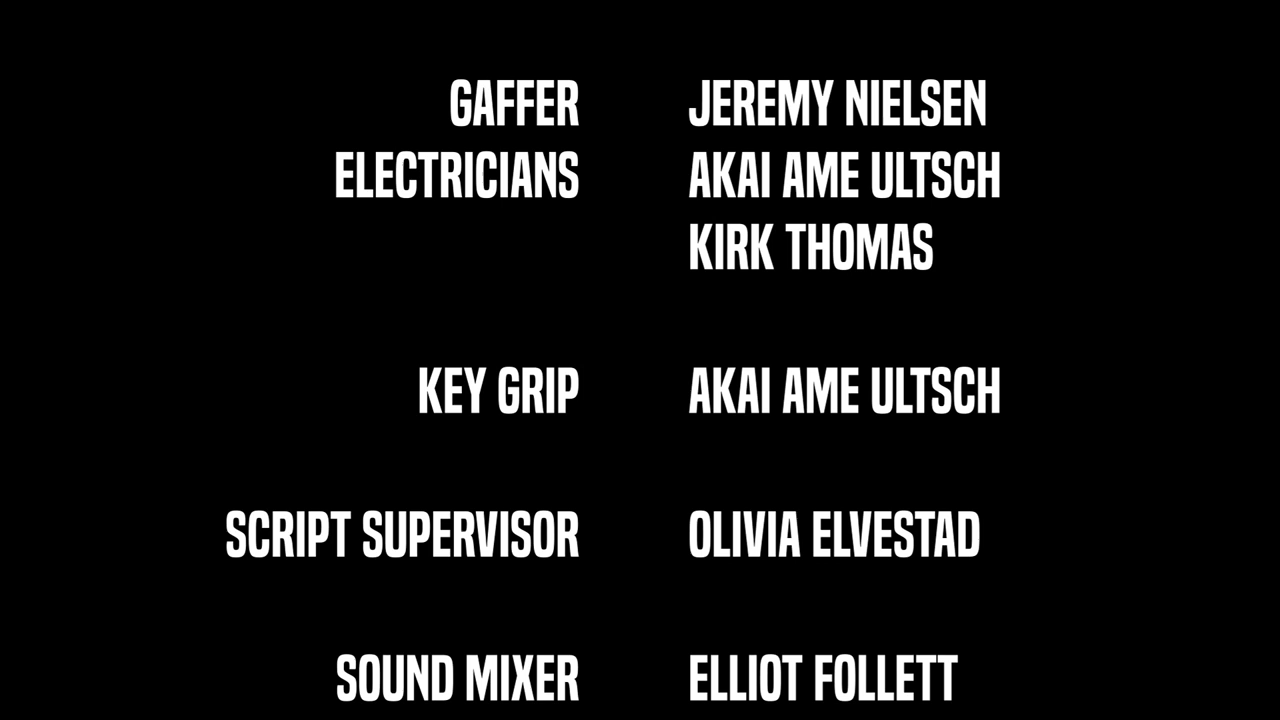 GAFFER JEREMY NIELSEN
ELECTRICIANS AKAI AME ULTSCH
KIRK THOMAS
KEY GRIP AKAI AME ULTSCH
SCRIPT SUPERVISOR OLIVIA ELVESTAD
SOUND MIXER ELLIOT FOLLETT